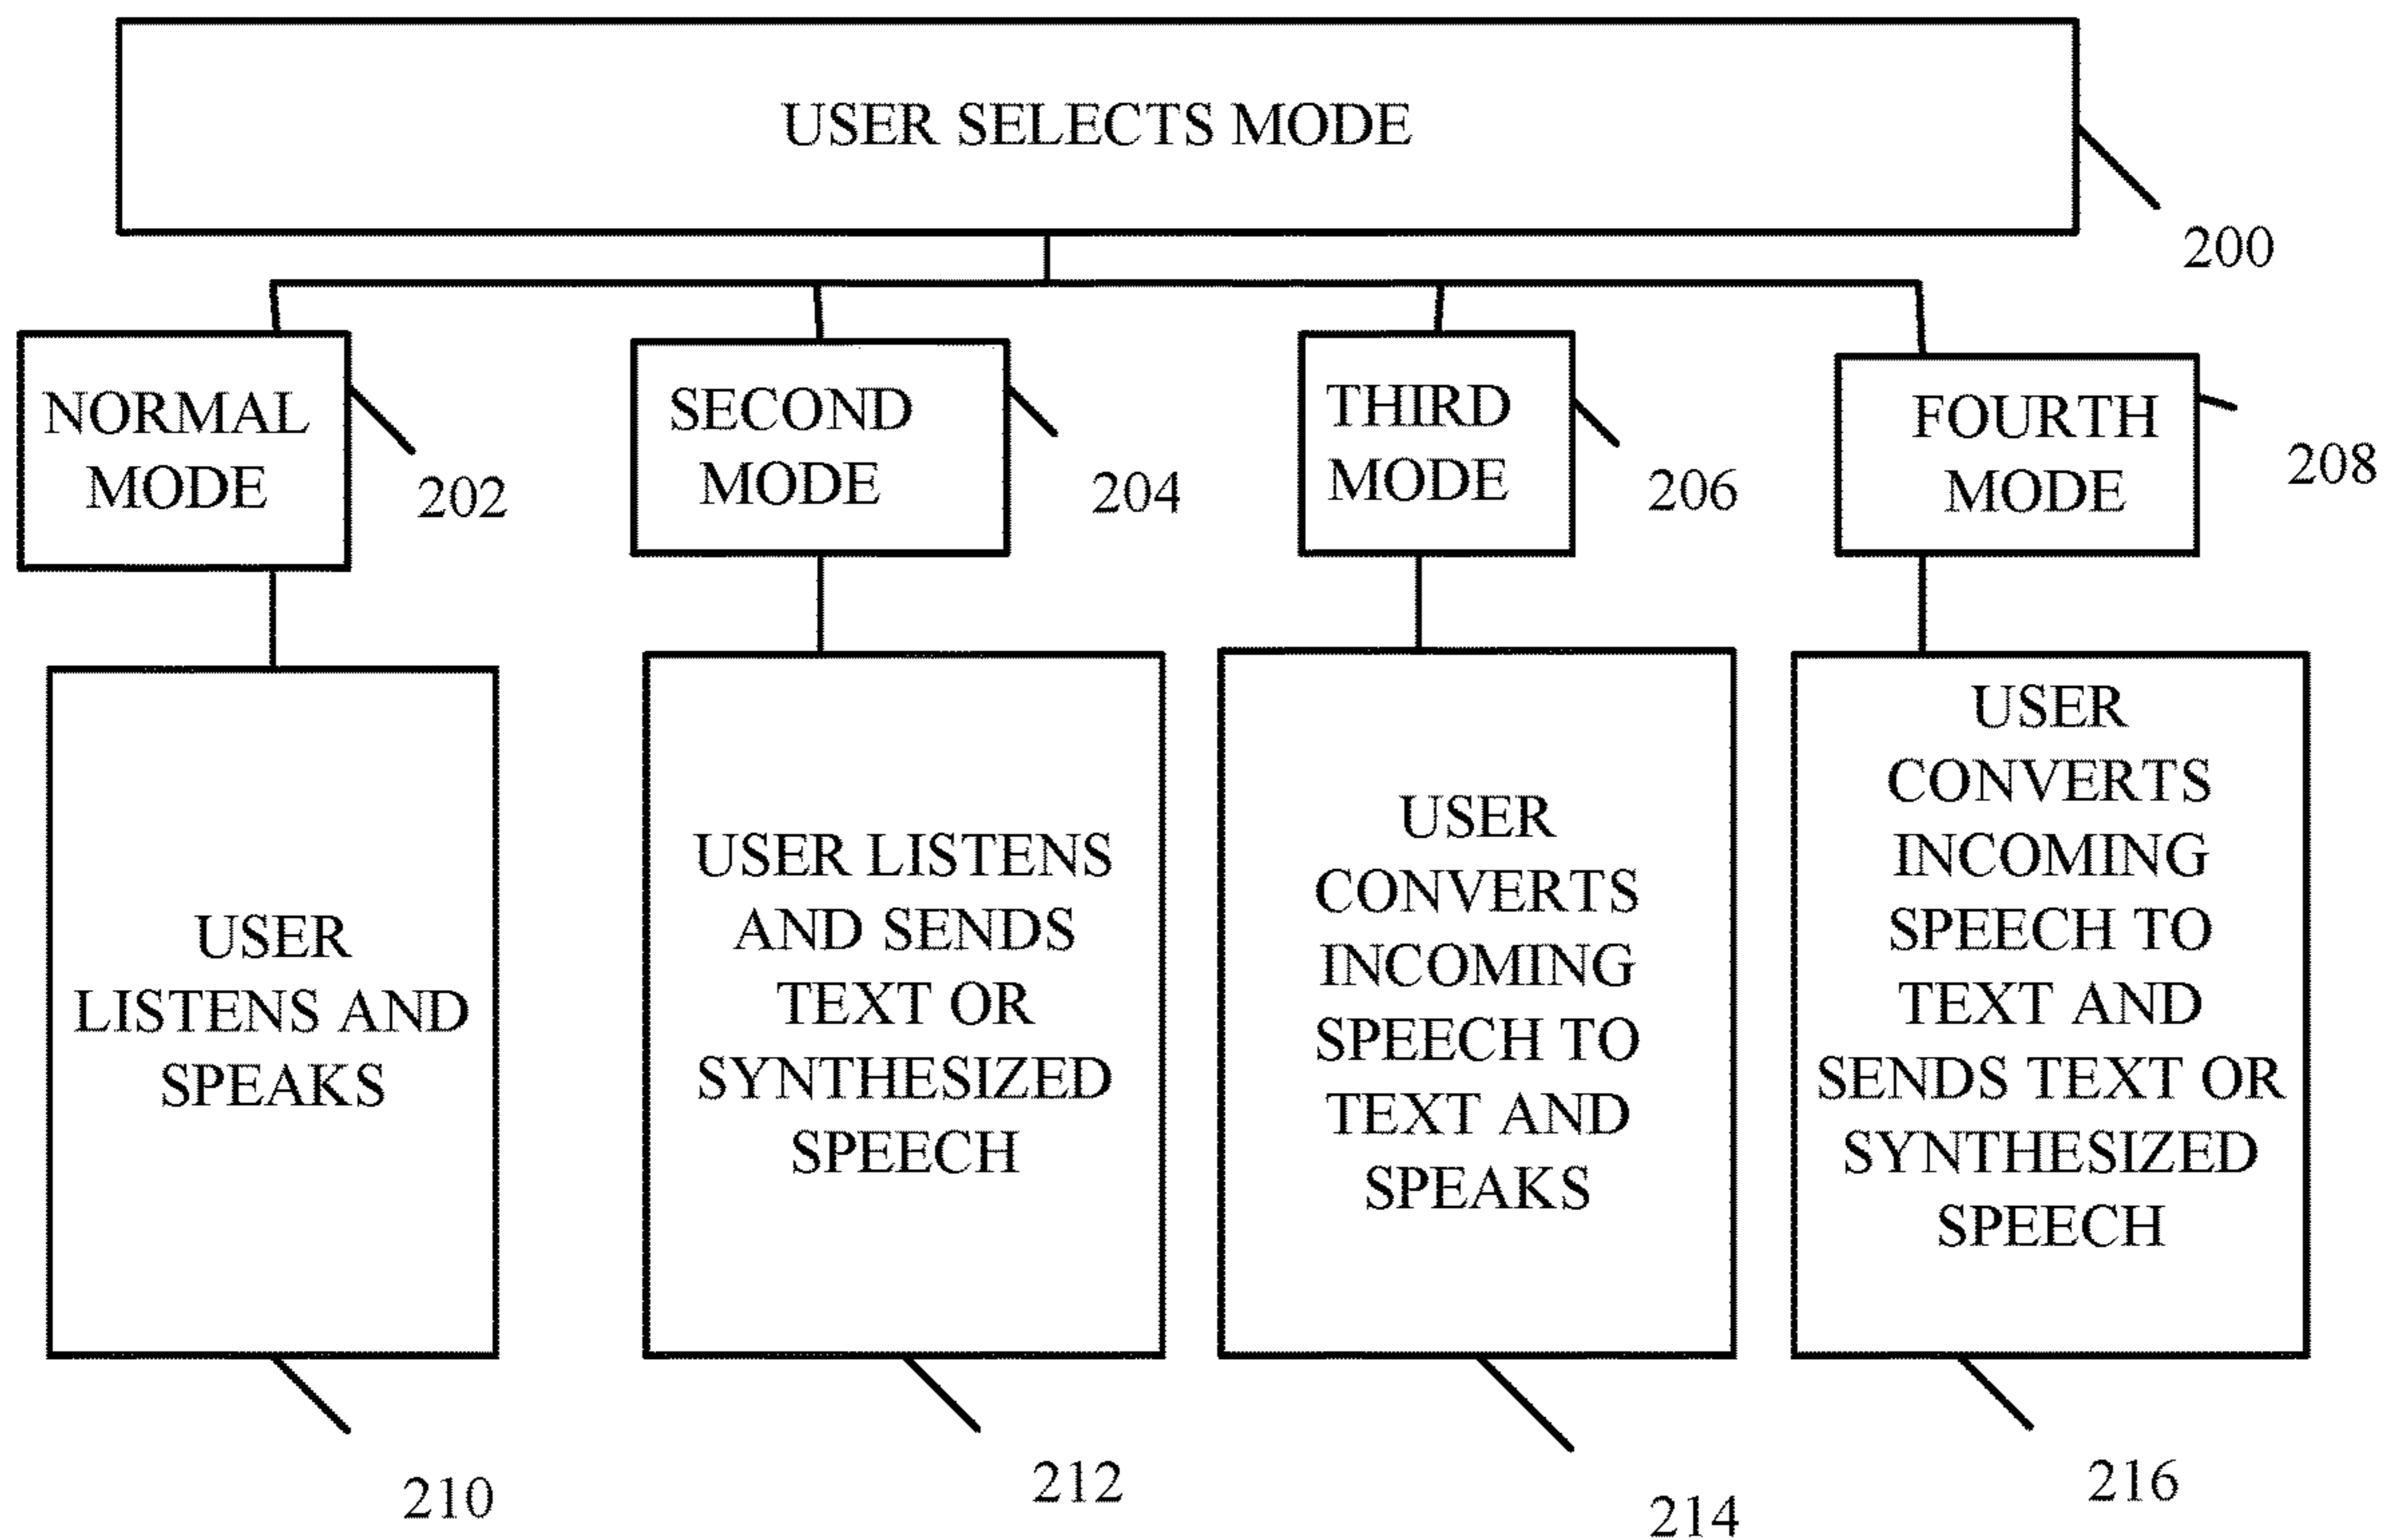 USER SELECTS MODE
200
NORMAL
MODE
202
SECOND
MODE
204
THIRD
MODE
206
FOURTH
MODE
208
USER
LISTENS AND
SPEAKS
210
USER LISTENS
AND SENDS
TEXT OR
SYNTHESIZED
SPEECH
212
USER
CONVERTS
INCOMING
SPEECH TO
TEXT AND
SPEAKS
214
USER
CONVERTS
INCOMING
SPEECH TO
TEXT AND
SENDS TEXT OR
SYNTHESIZED
SPEECH
216